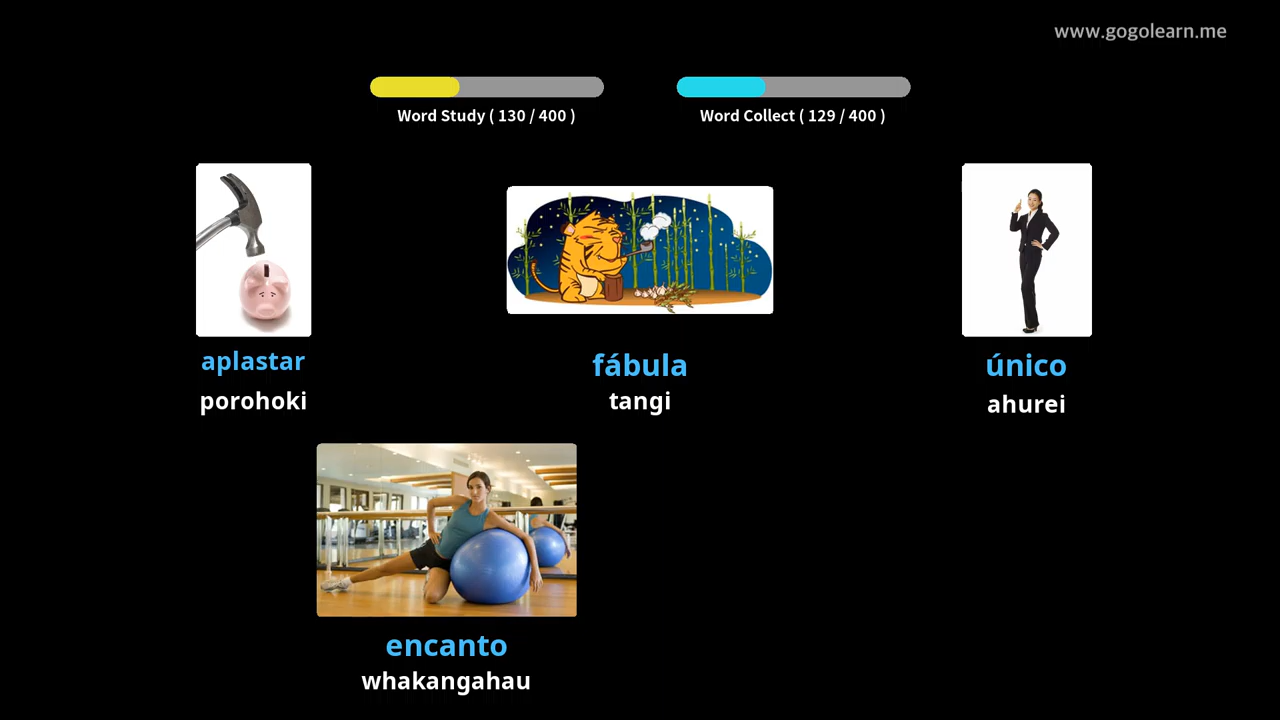 www.gogolearn.me
Word Study ( 130 / 400 )
Word Collect ( 129 / 400 )
aplastar
porohoki
fábula
tangi
único
ahurei
encanto
whakangahau